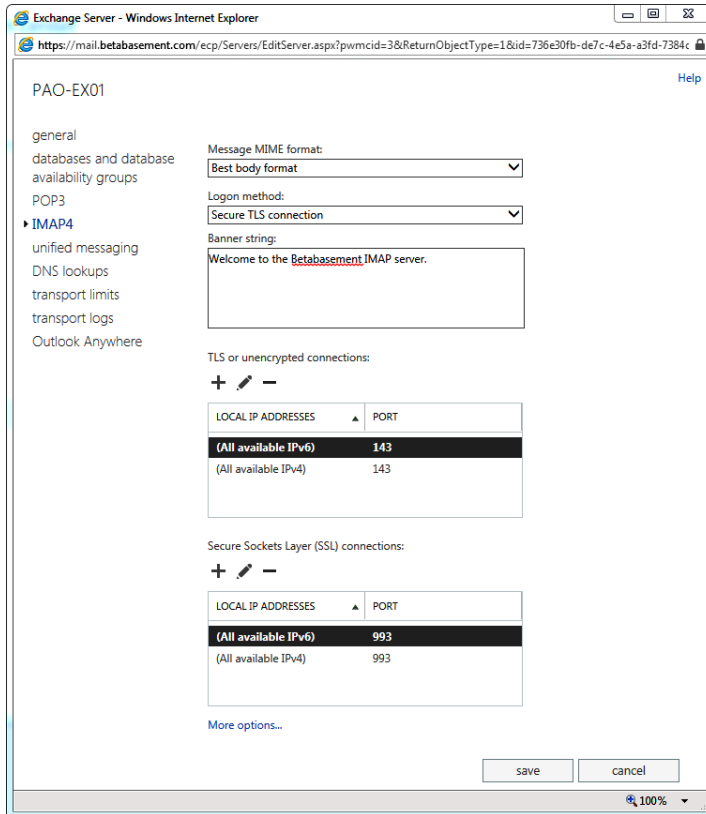 Exchange Server - Windows Internet Explorer
https://mail.betabasement.com/ecp/Servers/EditServer.aspx?pwmcid=3&ReturnObjectType=1&id=736e30fb-de7c-4e5a-a3fd-7384c
Help
PAO-EX01
general
databases and database
availability groups
POP3
IMAP4
unified messaging
DNS lookups
transport limits
transport logs
Outlook Anywhere
Message MIME format:
Best body format
Logon method:
Secure TLS connection
Banner string:
Welcome to the Betabasement IMAP server.
TLS or unencrypted connections:
LOCAL IP ADDRESSES PORT
(All available IPv6) 143
(All available IPv4) 143
Secure Sockets Layer (SSL) connections:
LOCAL IP ADDRESSES PORT
(All available IPv6) 993
(All available IPv4) 993
More options...
save cancel
100%